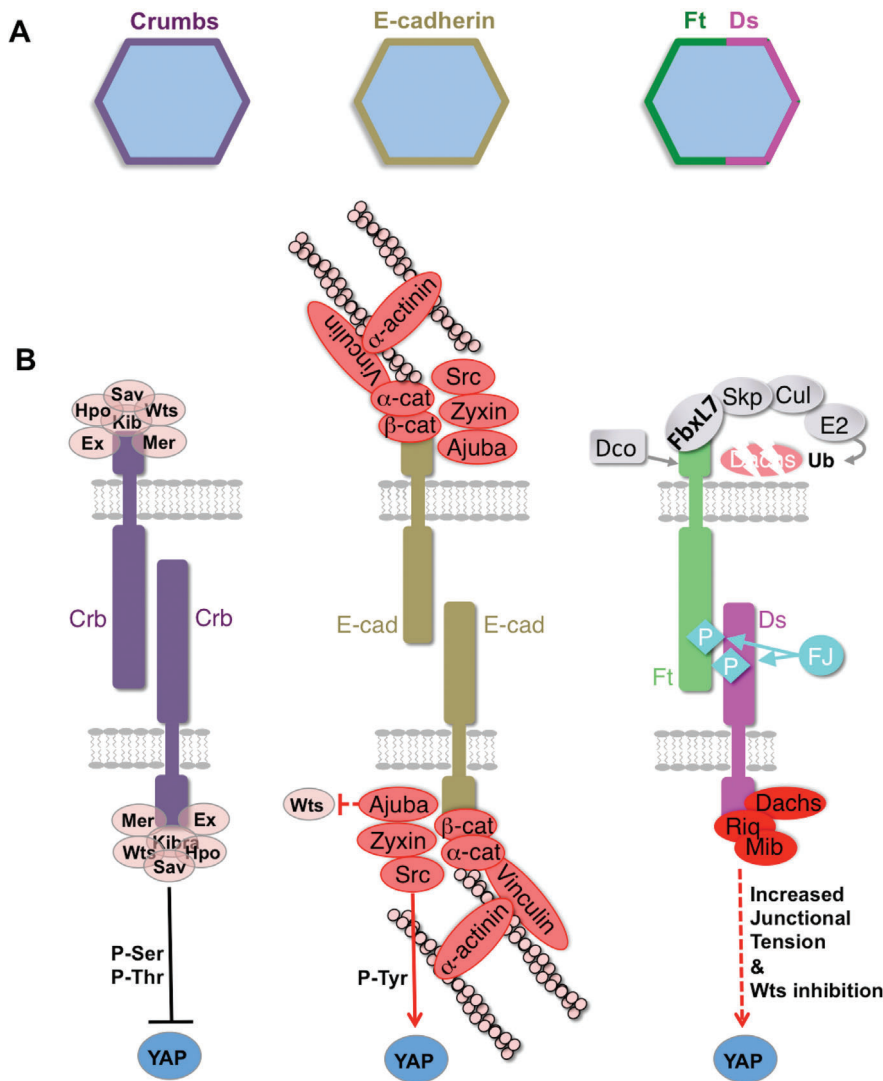 A
Crumbs
E-cadherin
Ft Ds
B
Sav
Hpo
Wts
Kib
Ex
Mer
Crb
Crb
Mer
Ex
Kibra
Wts
Hpo
Sav
P-Ser
P-Thr
YAP
Vinculin
α-actinin
α-cat
β-cat
Src
Zyxin
Ajuba
E-cad
E-cad
Wts
Ajuba
Zyxin
Src
β-cat
α-cat
Vinculin
α-actinin
P-Tyr
YAP
Dco
FbxL7
Skp
Cul
E2
Dachs
Ub
Ds
P
P
FJ
Ft
Dachs
Riq
Mib
Increased
Junctional
Tension
&
Wts inhibition
YAP